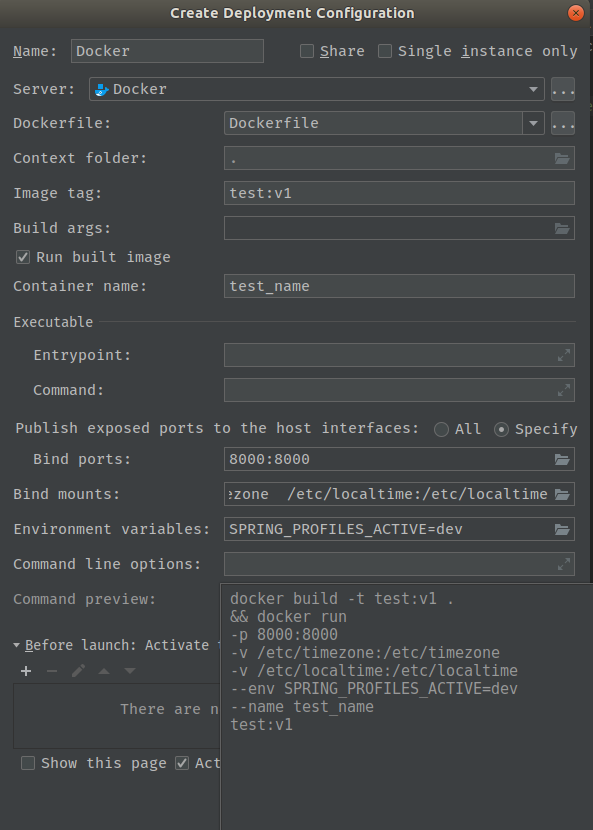 Create Deployment Configuration
Name: Docker Share Single instance only
Server: Docker ...
Dockerfile: Dockerfile ...
Context folder: .
Image tag: test:v1
Build args:
Run built image
Container name: test_name
Executable
Entrypoint:
Command:
Publish exposed ports to the host interfaces: All Specify
Bind ports: 8000:8000
Bind mounts: ezone /etc/localtime:/etc/localtime
Environment variables: SPRING_PROFILES_ACTIVE=dev
Command line options:
Command preview:
docker build -t test:v1 .
&& docker run
-p 8000:8000
-v /etc/timezone:/etc/timezone
-v /etc/localtime:/etc/localtime
--env SPRING_PROFILES_ACTIVE=dev
--name test_name
test:v1
Before launch: Activate
There are n
Show this page Act